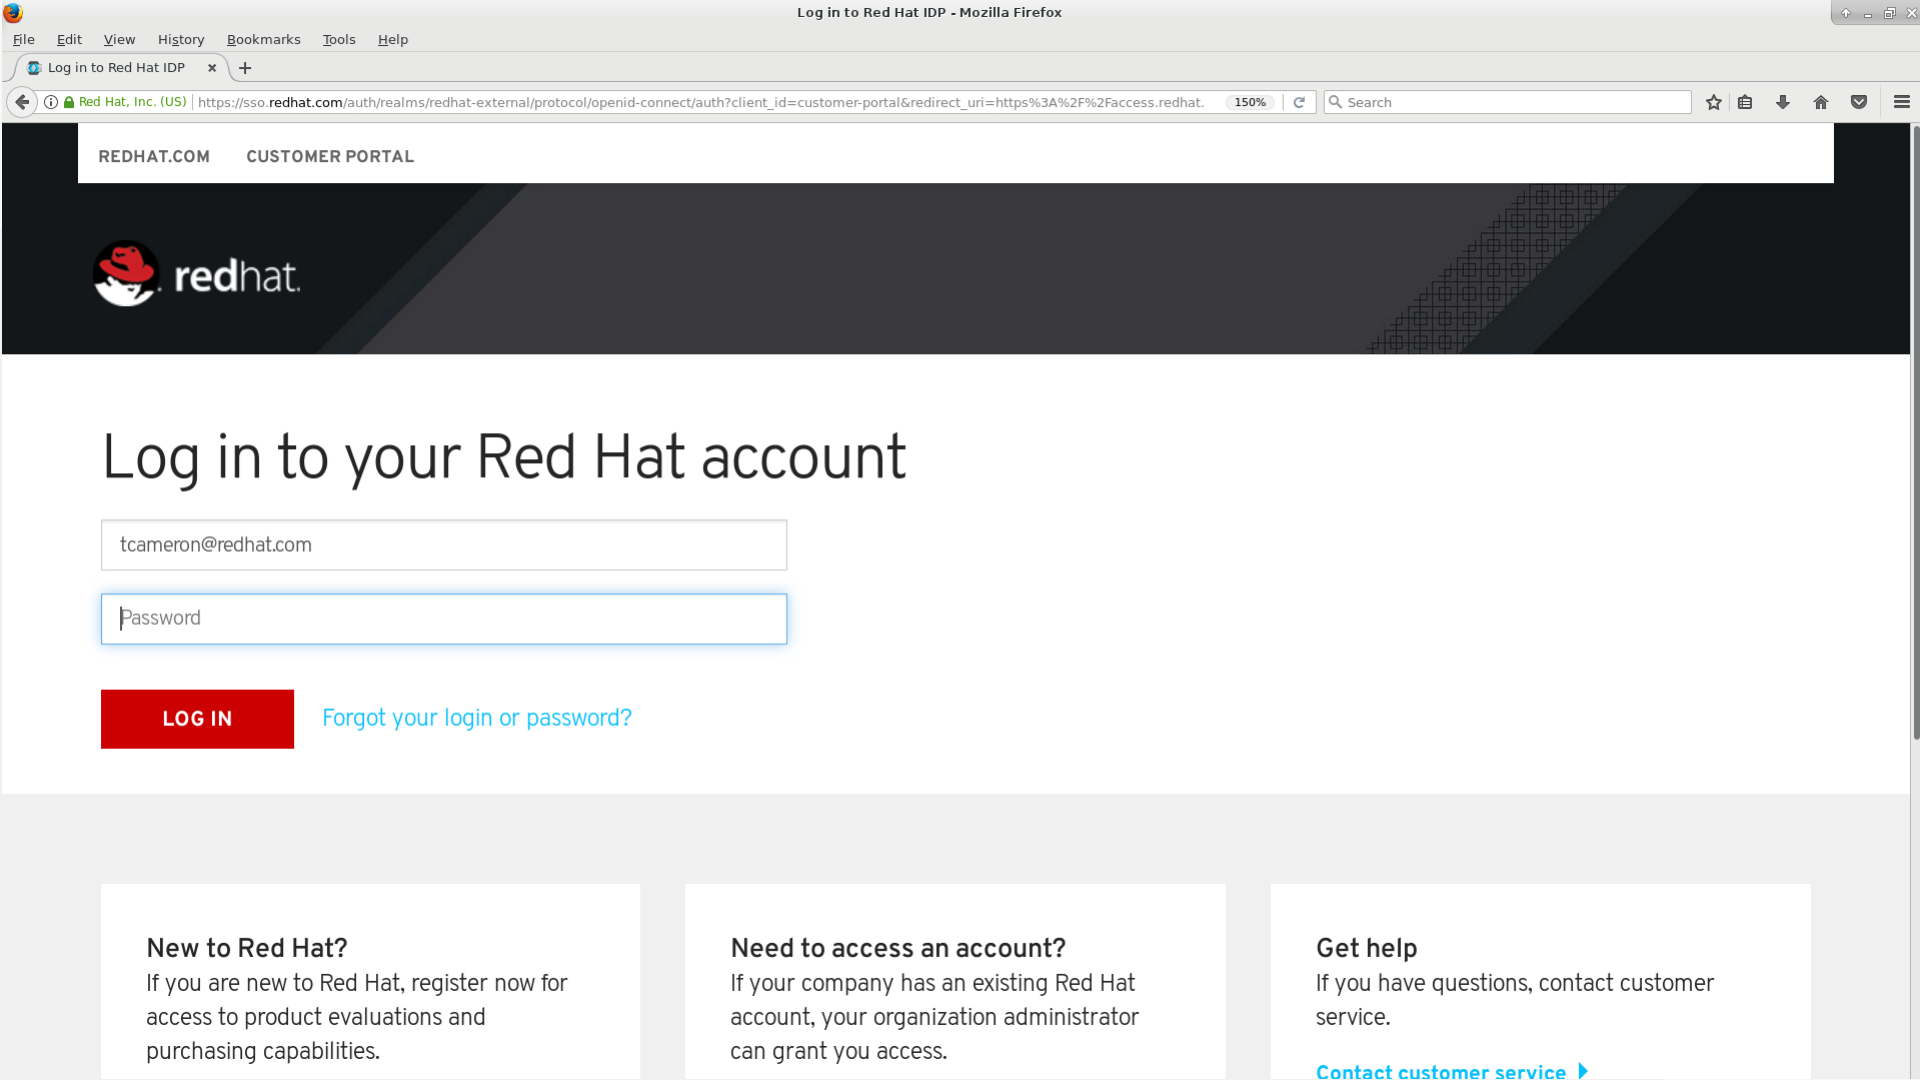 Log in to Red Hat IDP - Mozilla Firefox
File Edit View History Bookmarks Tools Help
Log in to Red Hat IDP
Red Hat, Inc. (US) https://sso.redhat.com/auth/realms/redhat-external/protocol/openid-connect/auth?client_id=customer-portal&redirect_uri=https%3A%2F%2Faccess.redhat. 150% Search
REDHAT.COM CUSTOMER PORTAL
redhat.
Log in to your Red Hat account
tcameron@redhat.com
Password
LOG IN Forgot your login or password?
New to Red Hat?
If you are new to Red Hat, register now for
access to product evaluations and
purchasing capabilities.
Need to access an account?
If your company has an existing Red Hat
account, your organization administrator
can grant you access.
Get help
If you have questions, contact customer
service.
Contact customer service